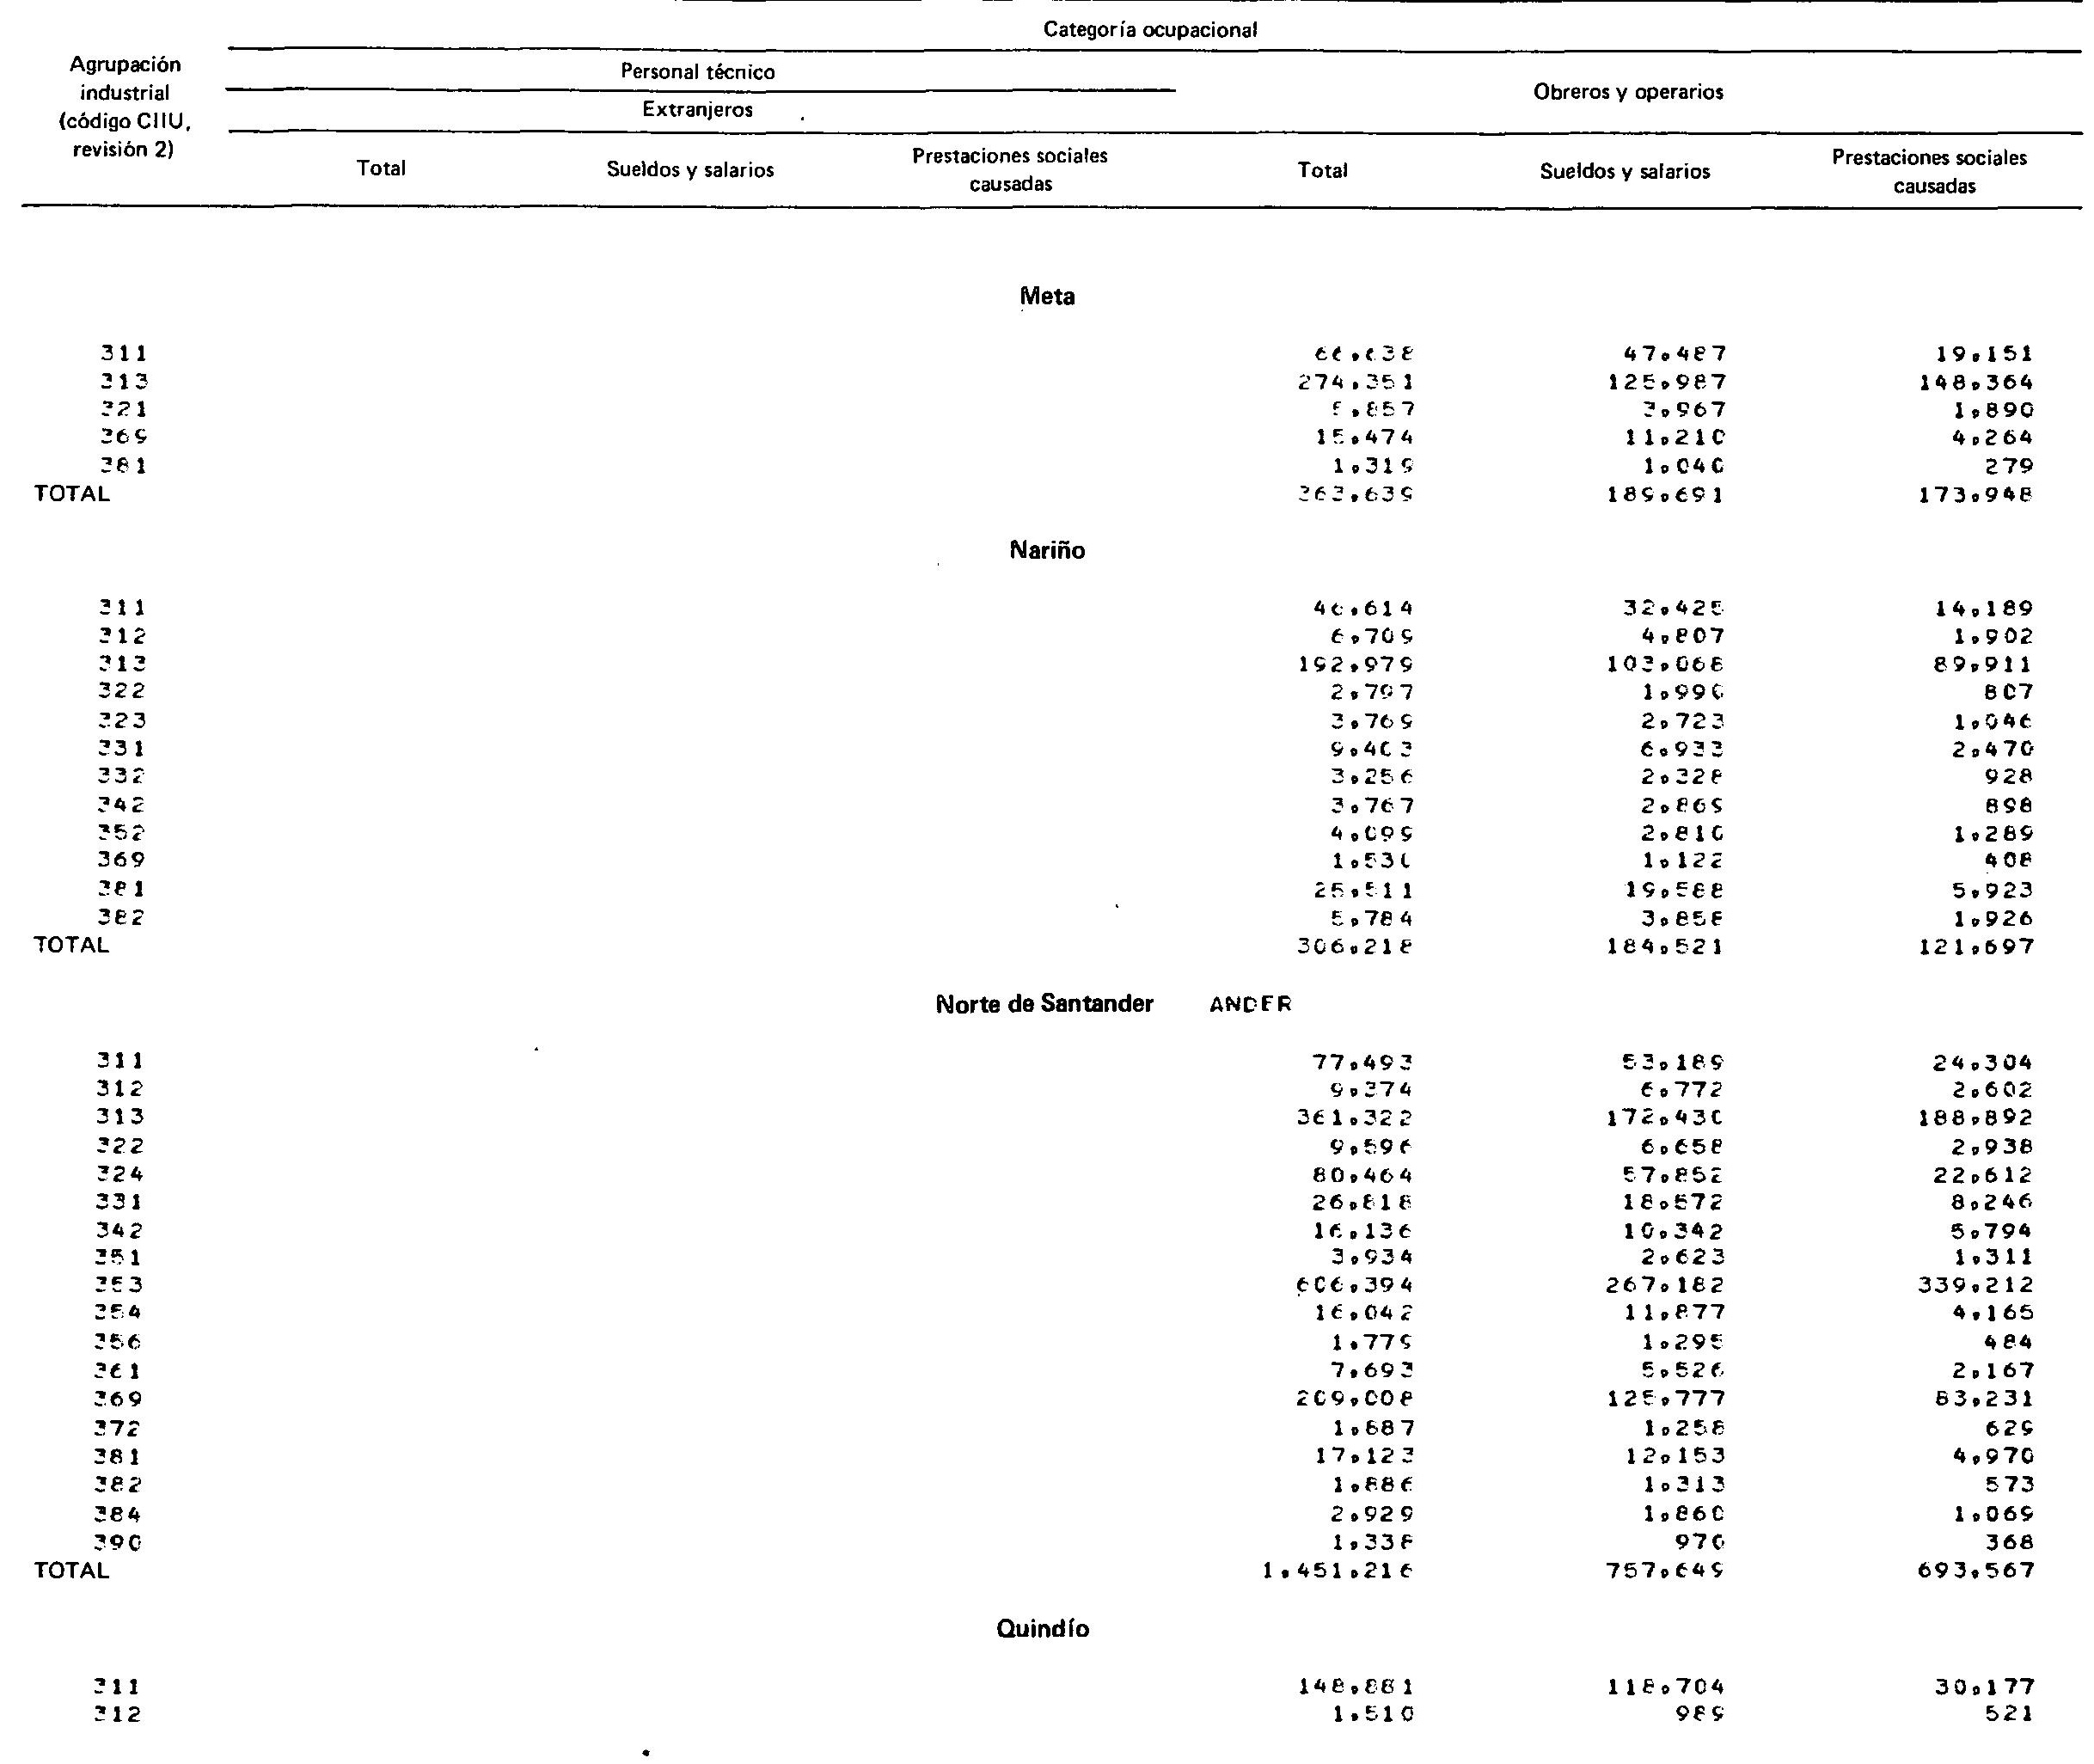 Categoría ocupacional
Agrupación industrial (código CIIU, revisión 2)
Personal técnico
Obreros y operarios
Extranjeros
Total Sueldos y salarios Prestaciones sociales causadas Total Sueldos y salarios Prestaciones sociales causadas
Meta
311 66,638 47,487 19,151
313 274,351 125,987 148,364
321 5,857 3,967 1,890
369 15,474 11,210 4,264
381 1,319 1,040 279
TOTAL 363,639 189,691 173,948
Nariño
311 46,614 32,425 14,189
312 6,709 4,807 1,902
313 192,979 103,068 89,911
322 2,797 1,990 807
323 3,769 2,723 1,046
331 9,403 6,933 2,470
332 3,256 2,328 928
342 3,767 2,869 898
352 4,099 2,810 1,289
369 1,530 1,122 408
381 25,511 19,588 5,923
382 5,784 3,858 1,926
TOTAL 306,218 184,521 121,697
Norte de Santander ANDER
311 77,493 53,189 24,304
312 9,374 6,772 2,602
313 361,322 172,430 188,892
322 9,596 6,658 2,938
324 80,464 57,852 22,612
331 26,818 18,572 8,246
342 16,136 10,342 5,794
351 3,934 2,623 1,311
353 606,394 267,182 339,212
354 16,042 11,877 4,165
356 1,779 1,295 484
361 7,693 5,526 2,167
369 209,008 125,777 83,231
372 1,887 1,258 629
381 17,123 12,153 4,970
382 1,886 1,313 573
384 2,929 1,860 1,069
390 1,338 970 368
TOTAL 1,451,216 757,649 693,567
Quindío
311 148,881 118,704 30,177
312 1,510 989 521